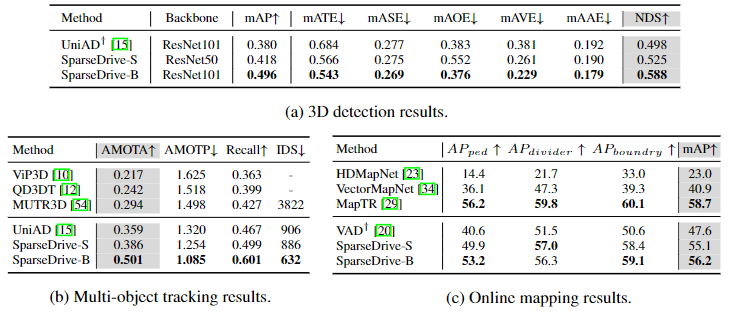 Method Backbone mAP↑ mATE↓ mASE↓ mAOE↓ mAVE↓ mAAE↓ NDS↑
UniAD† [15] ResNet101 0.380 0.684 0.277 0.383 0.381 0.192 0.498
SparseDrive-S ResNet50 0.418 0.566 0.275 0.552 0.261 0.190 0.525
SparseDrive-B ResNet101 0.496 0.543 0.269 0.376 0.229 0.179 0.588
(a) 3D detection results.
Method AMOTA↑ AMOTP↓ Recall↑ IDS↓
ViP3D [10] 0.217 1.625 0.363 -
QD3DT [12] 0.242 1.518 0.399 -
MUTR3D [54] 0.294 1.498 0.427 3822
UniAD [15] 0.359 1.320 0.467 906
SparseDrive-S 0.386 1.254 0.499 886
SparseDrive-B 0.501 1.085 0.601 632
(b) Multi-object tracking results.
Method AP_ped ↑ AP_divider ↑ AP_boundry ↑ mAP↑
HDMapNet [23] 14.4 21.7 33.0 23.0
VectorMapNet [34] 36.1 47.3 39.3 40.9
MapTR [29] 56.2 59.8 60.1 58.7
VAD† [20] 40.6 51.5 50.6 47.6
SparseDrive-S 49.9 57.0 58.4 55.1
SparseDrive-B 53.2 56.3 59.1 56.2
(c) Online mapping results.